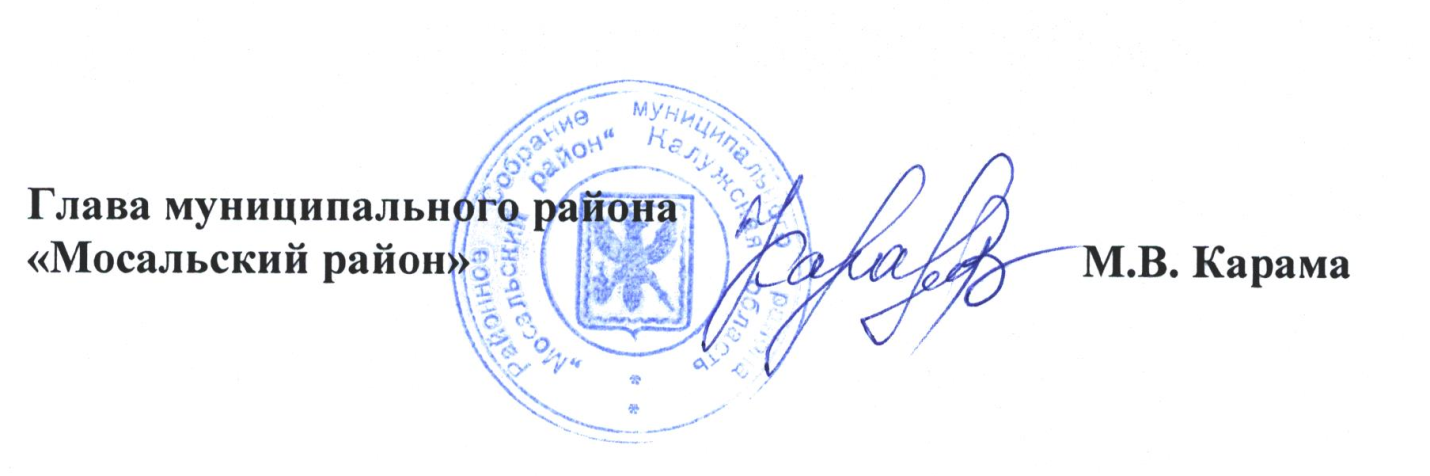 Глава муниципального района
«Мосальский район»
М.В. Карама
Районное Собрание муниципального района
„Мосальский район“ Калужская область